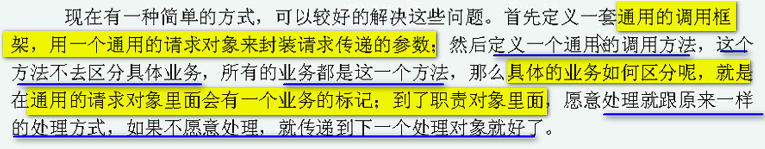 现在有一种简单的方式，可以较好的解决这些问题。首先定义一套通用的调用框
架，用一个通用的请求对象来封装请求传递的参数；然后定义一个通用的调用方法，这个
方法不去区分具体业务，所有的业务都是这一个方法，那么具体的业务如何区分呢，就是
在通用的请求对象里面会有一个业务的标记；到了职责对象里面，愿意处理就跟原来一样
的处理方式，如果不愿意处理，就传递到下一个处理对象就好了。